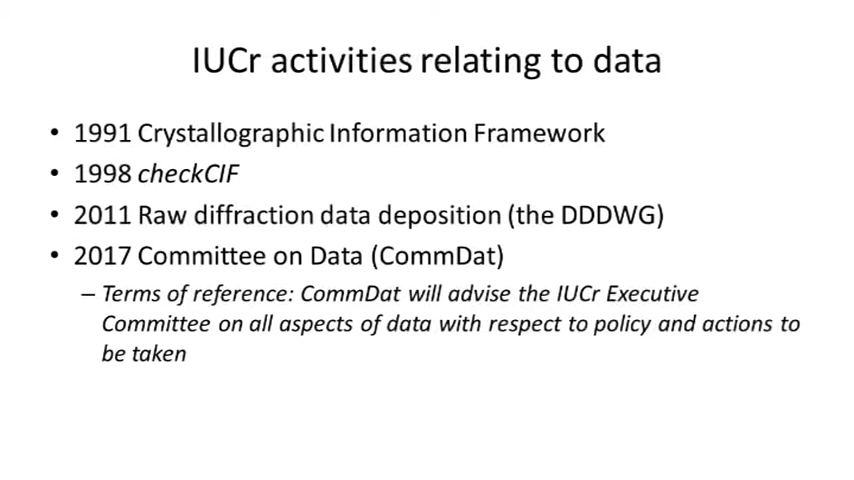 IUCr activities relating to data
• 1991 Crystallographic Information Framework
• 1998 checkCIF
• 2011 Raw diffraction data deposition (the DDDWG)
• 2017 Committee on Data (CommDat)
– Terms of reference: CommDat will advise the IUCr Executive
Committee on all aspects of data with respect to policy and actions to
be taken